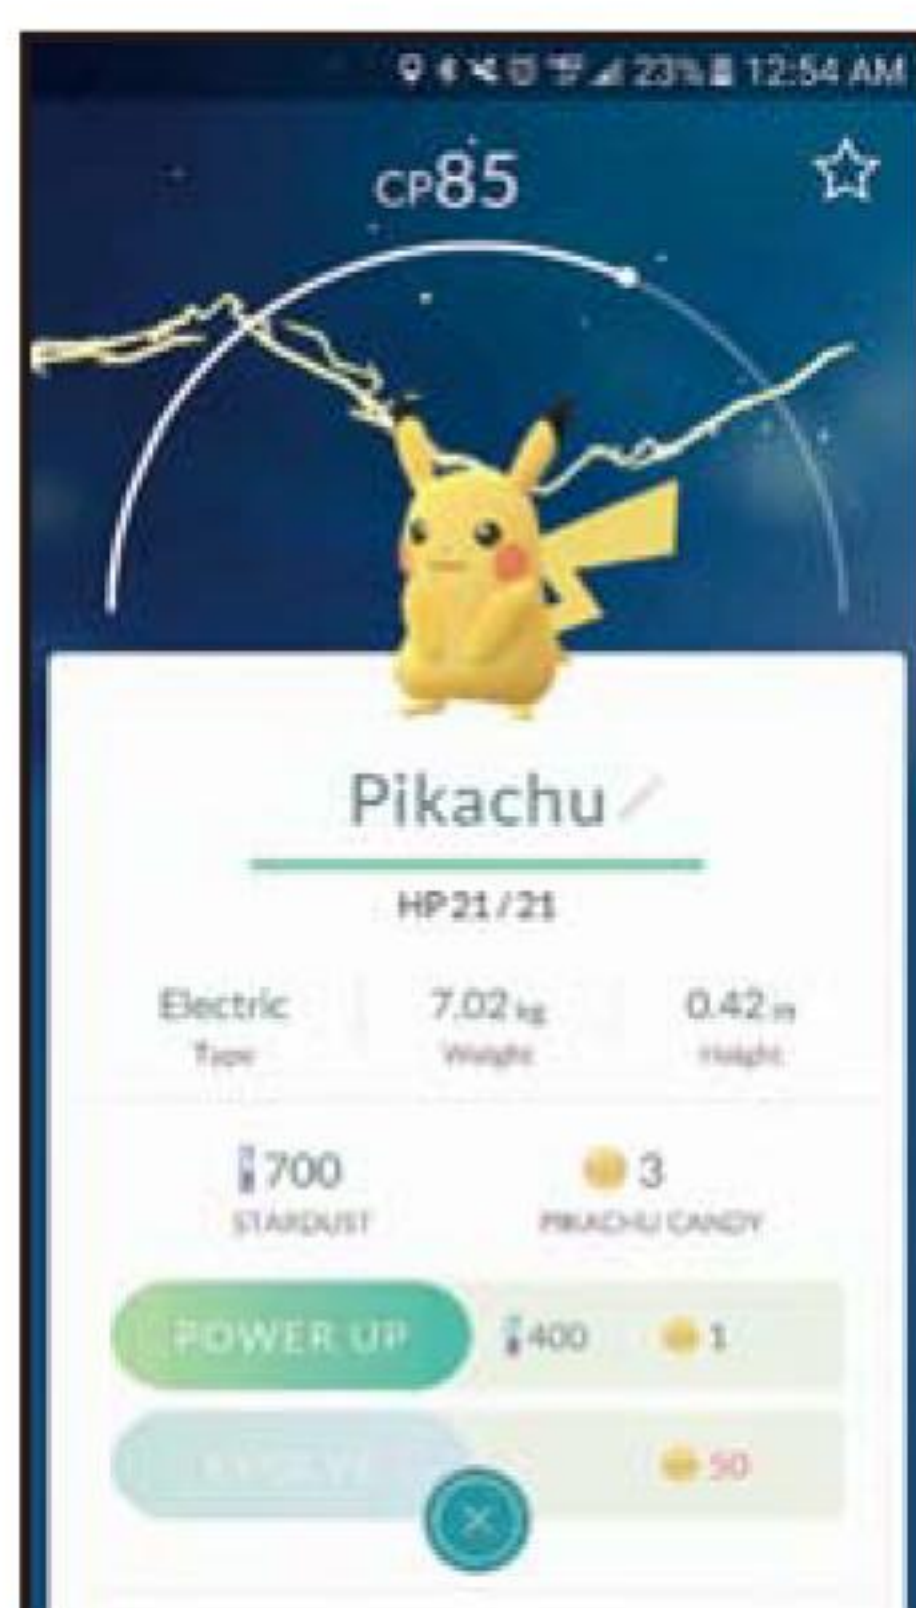 23% 12:54 AM
CP85
Pikachu
HP 21 / 21
Electric 7.02 kg 0.42 m
Type Weight Height
700 3
STARDUST PIKACHU CANDY
POWER UP 400 1
50